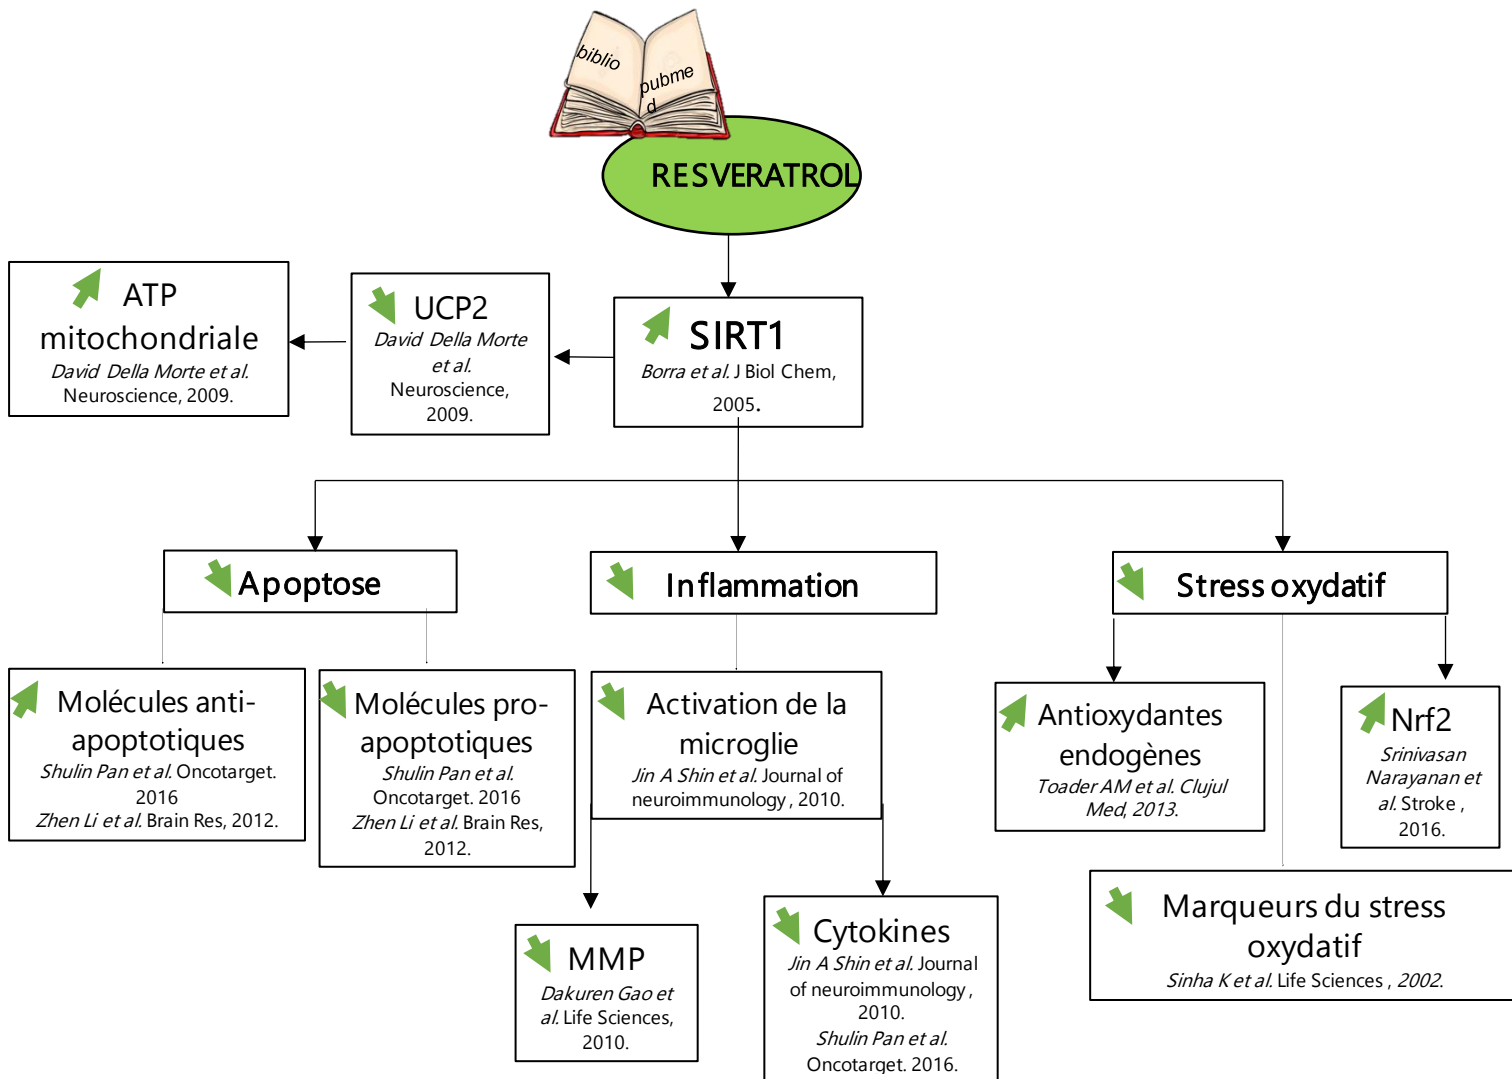 biblio
pubme
d
RESVERATROL
ATP
mitochondriale
David Della Morte et al.
Neuroscience, 2009.
UCP2
David Della Morte
et al.
Neuroscience,
2009.
SIRT1
Borra et al. J Biol Chem,
2005.
Apoptose
Inflammation
Stress oxydatif
Molécules anti-
apoptotiques
Shulin Pan et al. Oncotarget.
2016
Zhen Li et al. Brain Res, 2012.
Molécules pro-
apoptotiques
Shulin Pan et al.
Oncotarget. 2016
Zhen Li et al. Brain Res,
2012.
Activation de la
microglie
Jin A Shin et al. Journal of
neuroimmunology, 2010.
Antioxydantes
endogènes
Toader AM et al. Clujul
Med, 2013.
Nrf2
Srinivasan
Narayanan et
al. Stroke,
2016.
MMP
Dakuren Gao et
al. Life Sciences,
2010.
Cytokines
Jin A Shin et al. Journal
of neuroimmunology,
2010.
Shulin Pan et al.
Oncotarget. 2016.
Marqueurs du stress
oxydatif
Sinha K et al. Life Sciences, 2002.